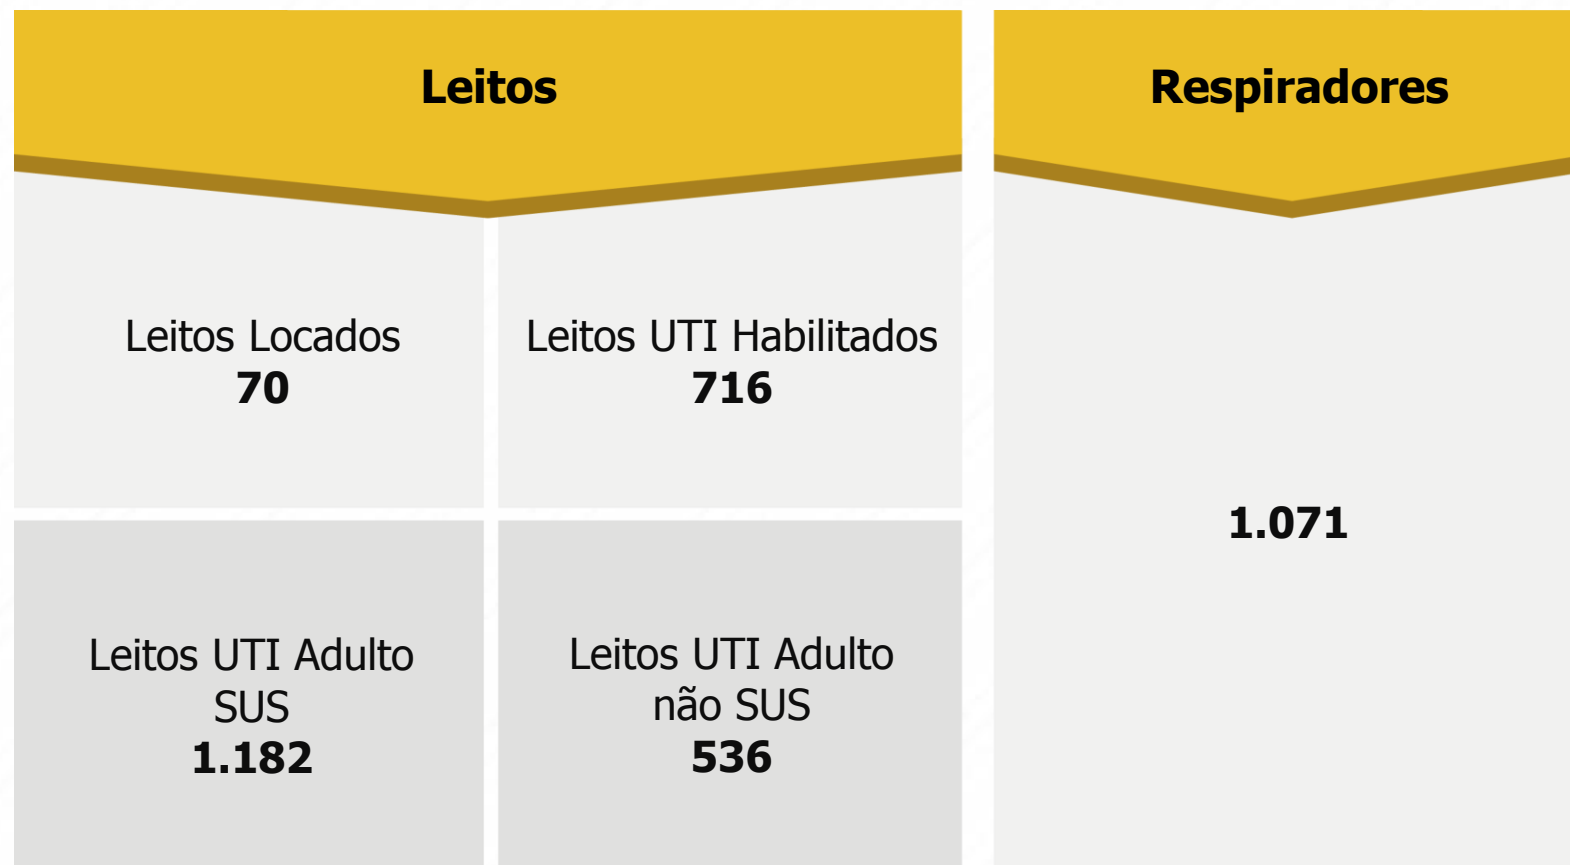 Leitos
Respiradores
Leitos Locados
70
Leitos UTI Habilitados
716
Leitos UTI Adulto
SUS
1.182
Leitos UTI Adulto
não SUS
536
1.071